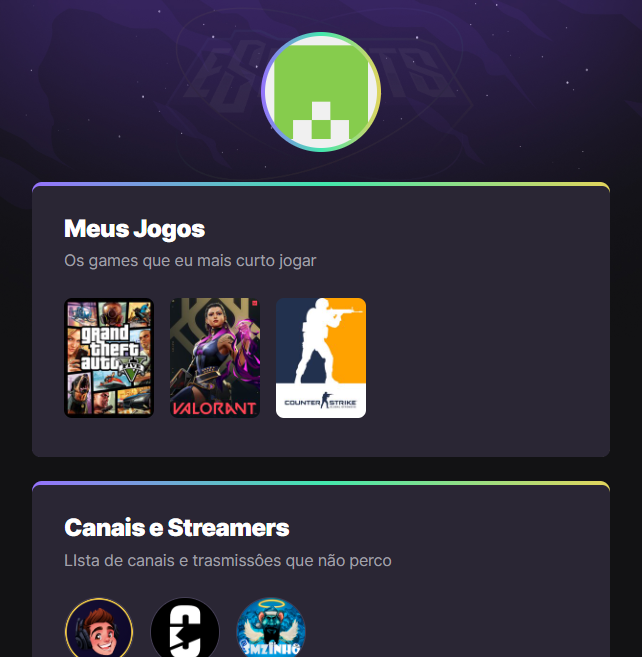 ESPORTS
Meus Jogos
Os games que eu mais curto jogar
grand
theft
auto V
FIVE
VALORANT
COUNTER STRIKE
Canais e Streamers
LIsta de canais e trasmissões que não perco
SMZINHO